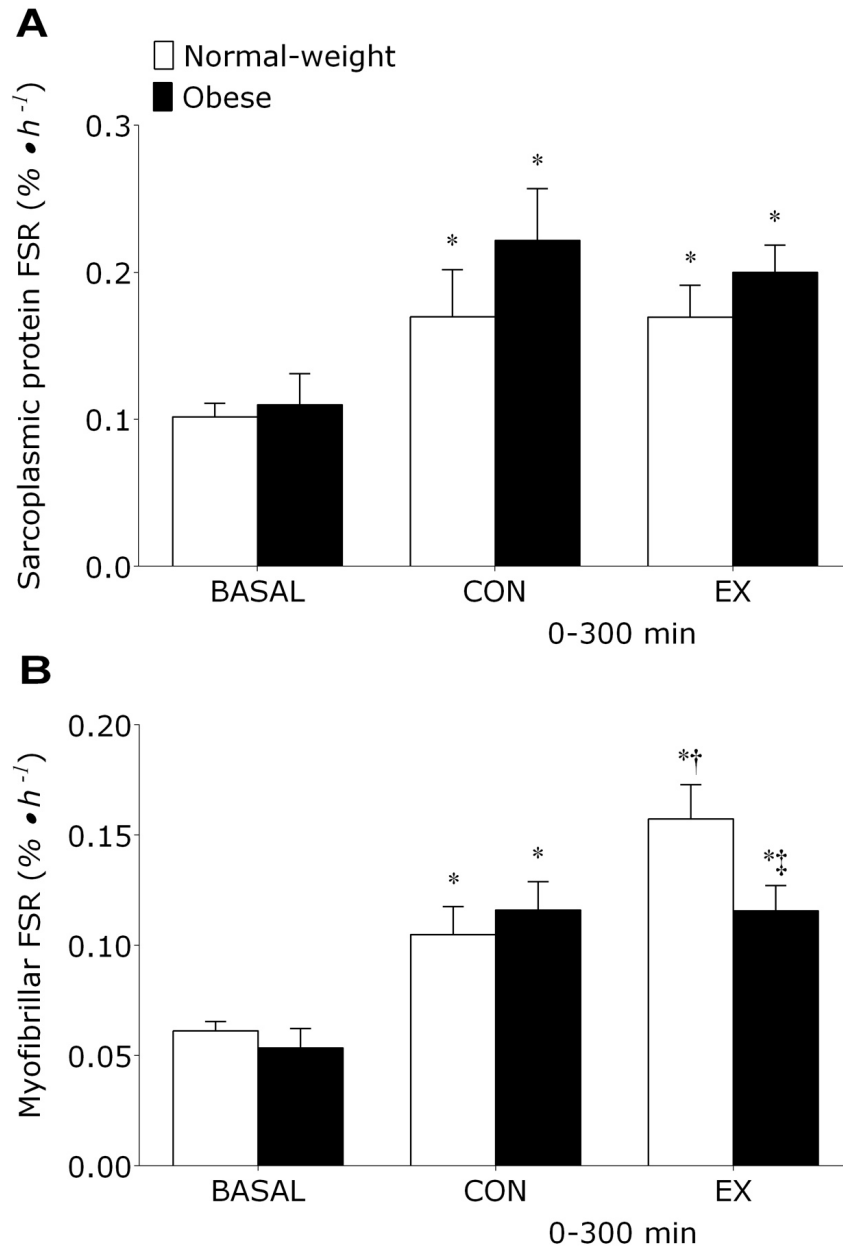 A
Normal-weight
Obese
Sarcoplasmic protein FSR (% • h⁻¹)
0.3
0.2
0.1
0.0
* * * *
BASAL CON EX
0-300 min
B
Myofibrillar FSR (% • h⁻¹)
0.20
0.15
0.10
0.05
0.00
* * *† *‡
BASAL CON EX
0-300 min